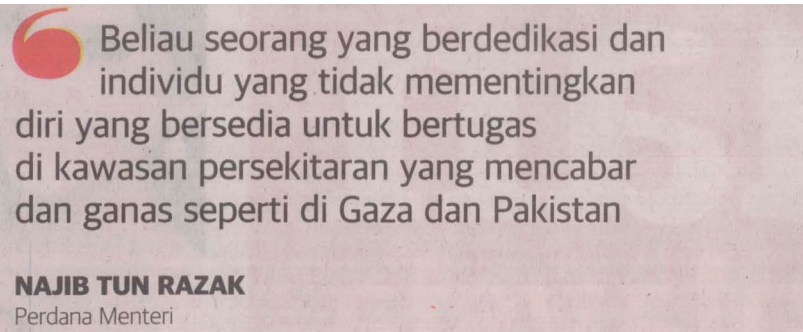 Beliau seorang yang berdedikasi dan
individu yang tidak mementingkan
diri yang bersedia untuk bertugas
di kawasan persekitaran yang mencabar
dan ganas seperti di Gaza dan Pakistan
NAJIB TUN RAZAK
Perdana Menteri